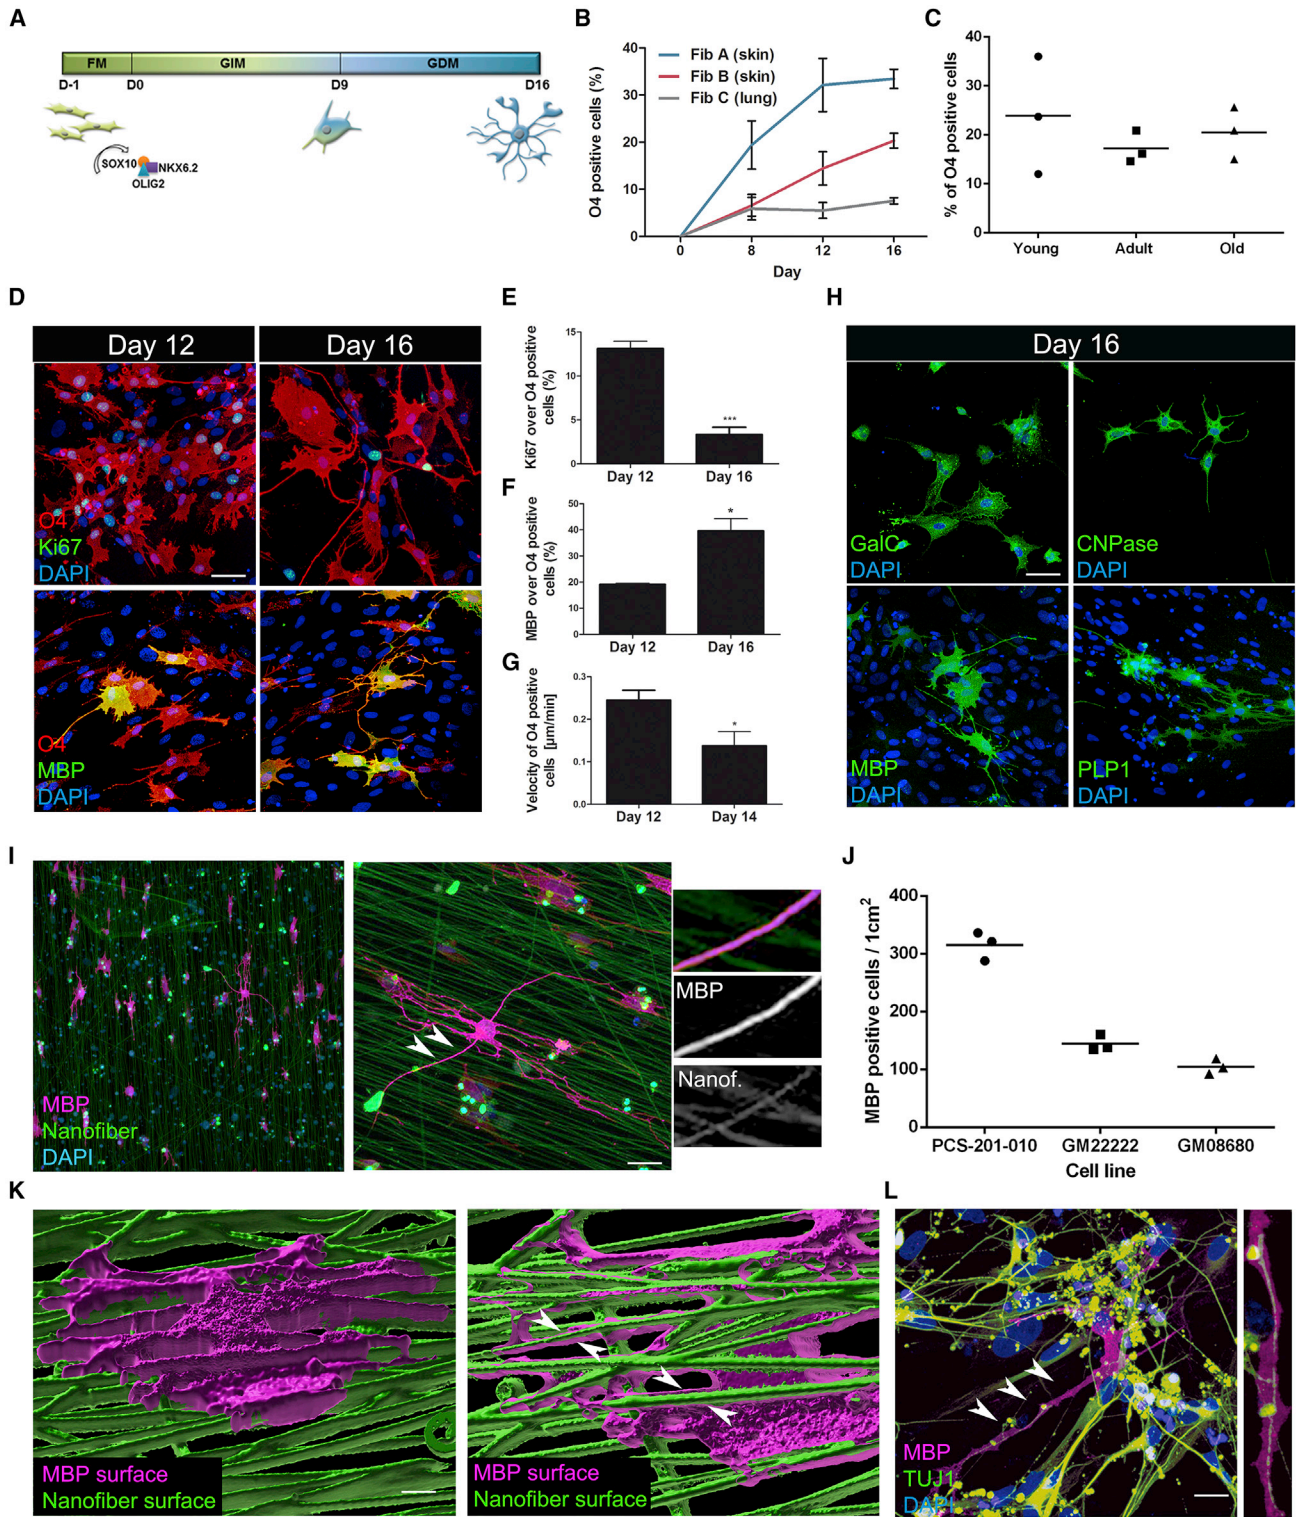 A
FM
GIM
GDM
D-1
D0
D9
D16
SOX10
NKX6.2
OLIG2
B
O4 positive cells (%)
40
30
20
10
0
Fib A (skin)
Fib B (skin)
Fib C (lung)
0
8
12
16
Day
C
% of O4 positive cells
40
30
20
10
0
Young
Adult
Old
D
Day 12
Day 16
O4
Ki67
DAPI
O4
MBP
DAPI
E
Ki67 over O4 positive
cells (%)
15
10
5
0
***
Day 12
Day 16
F
MBP over O4 positive
cells (%)
50
40
30
20
10
0
*
Day 12
Day 16
G
Velocity of O4 positive
cells [µm/min]
0.3
0.2
0.1
0.0
*
Day 12
Day 14
H
Day 16
GalC
DAPI
CNPase
DAPI
MBP
DAPI
PLP1
DAPI
I
MBP
Nanofiber
DAPI
MBP
Nanof.
J
MBP positive cells / 1cm²
400
300
200
100
0
PCS-201-010
GM22222
GM08680
Cell line
K
MBP surface
Nanofiber surface
MBP surface
Nanofiber surface
L
MBP
TUJ1
DAPI